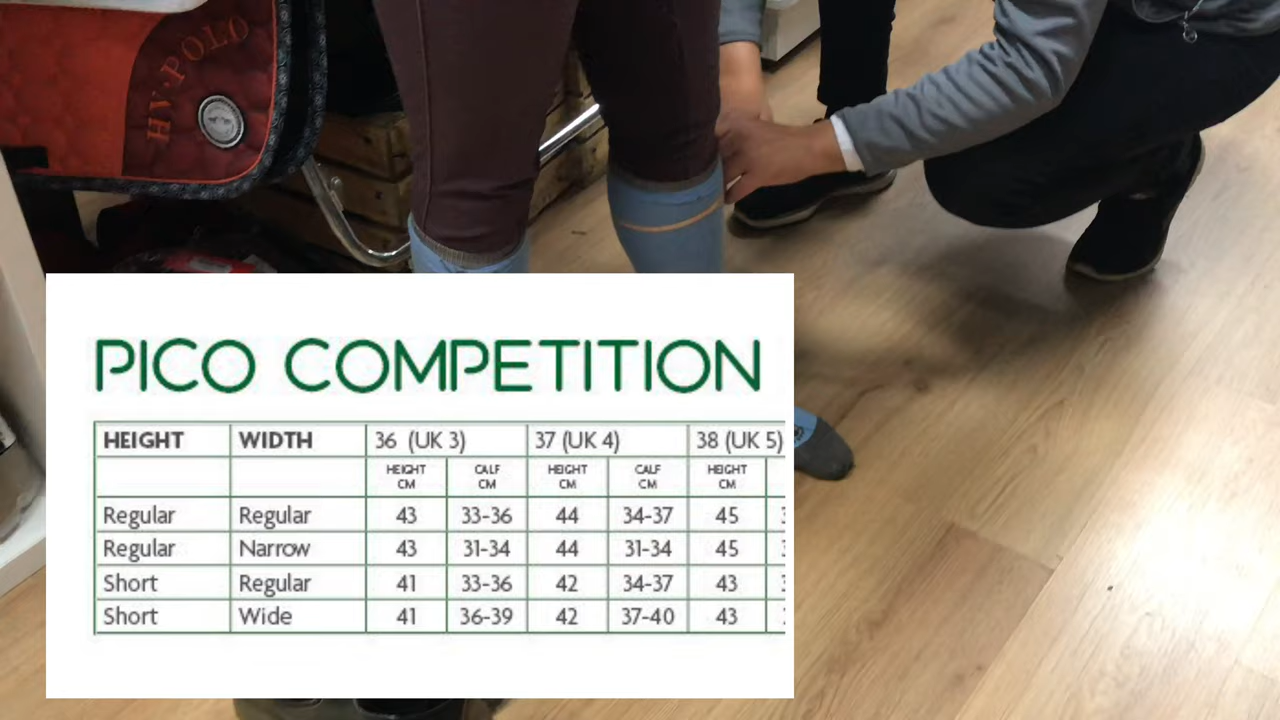 HV·POLO
PICO COMPETITION
HEIGHT WIDTH 36 (UK 3) 37 (UK 4) 38 (UK 5)
HEIGHT CM CALF CM HEIGHT CM CALF CM HEIGHT CM
Regular Regular 43 33-36 44 34-37 45
Regular Narrow 43 31-34 44 31-34 45
Short Regular 41 33-36 42 34-37 43
Short Wide 41 36-39 42 37-40 43